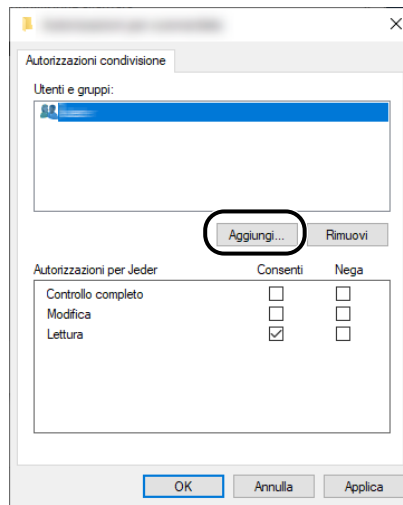 Autorizzazioni condivisione
Utenti e gruppi:
Aggiungi...
Rimuovi
Autorizzazioni per Jeder
Consenti
Nega
Controllo completo
Modifica
Lettura
OK
Annulla
Applica